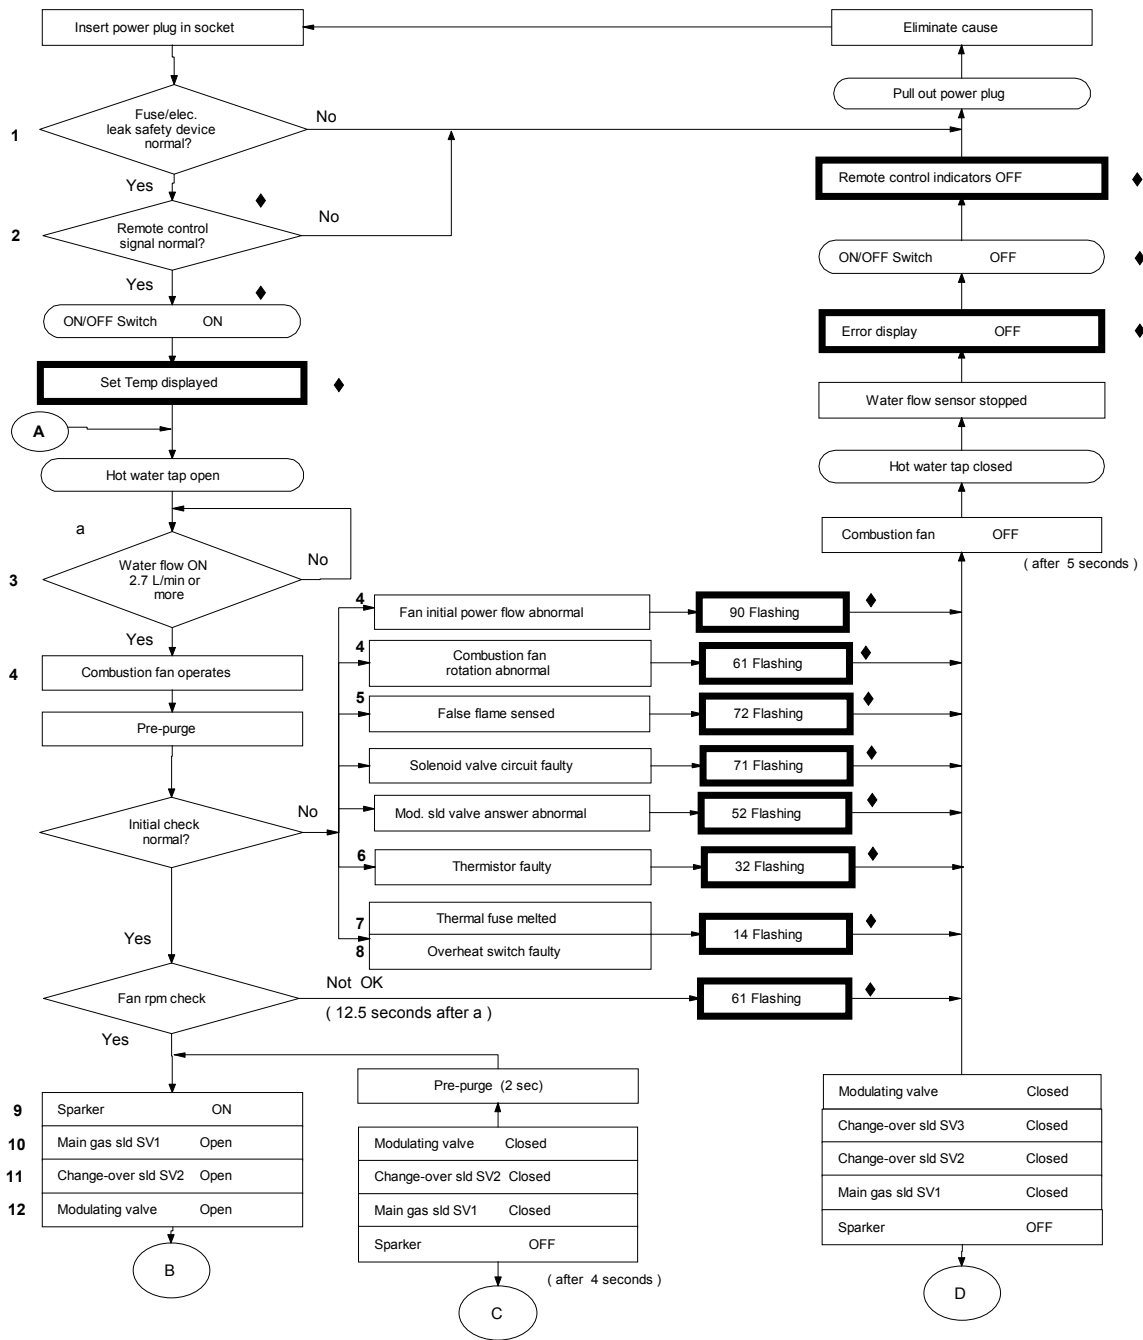 Insert power plug in socket
Eliminate cause
Pull out power plug
1
Fuse/elec.
leak safety device
normal?
No
Yes
Remote control indicators OFF
♦
♦
2
Remote control
signal normal?
No
Yes
ON/OFF Switch OFF
♦
♦
ON/OFF Switch ON
Error display OFF
♦
Set Temp displayed
♦
Water flow sensor stopped
A
Hot water tap open
Hot water tap closed
Combustion fan OFF
( after 5 seconds )
a
3
Water flow ON
2.7 L/min or
more
No
Yes
4
Combustion fan operates
Pre-purge
4
Fan initial power flow abnormal
90 Flashing
♦
4
Combustion fan
rotation abnormal
61 Flashing
♦
5
False flame sensed
72 Flashing
♦
Solenoid valve circuit faulty
71 Flashing
♦
Initial check
normal?
No
Mod. sld valve answer abnormal
52 Flashing
♦
6
Thermistor faulty
32 Flashing
♦
7
Thermal fuse melted
8
Overheat switch faulty
14 Flashing
♦
Yes
Fan rpm check
Not OK
( 12.5 seconds after a )
61 Flashing
♦
Yes
9
Sparker ON
10
Main gas sld SV1 Open
11
Change-over sld SV2 Open
12
Modulating valve Open
B
Pre-purge (2 sec)
Modulating valve Closed
Change-over sld SV2 Closed
Main gas sld SV1 Closed
Sparker OFF
( after 4 seconds )
C
Modulating valve Closed
Change-over sld SV3 Closed
Change-over sld SV2 Closed
Main gas sld SV1 Closed
Sparker OFF
D